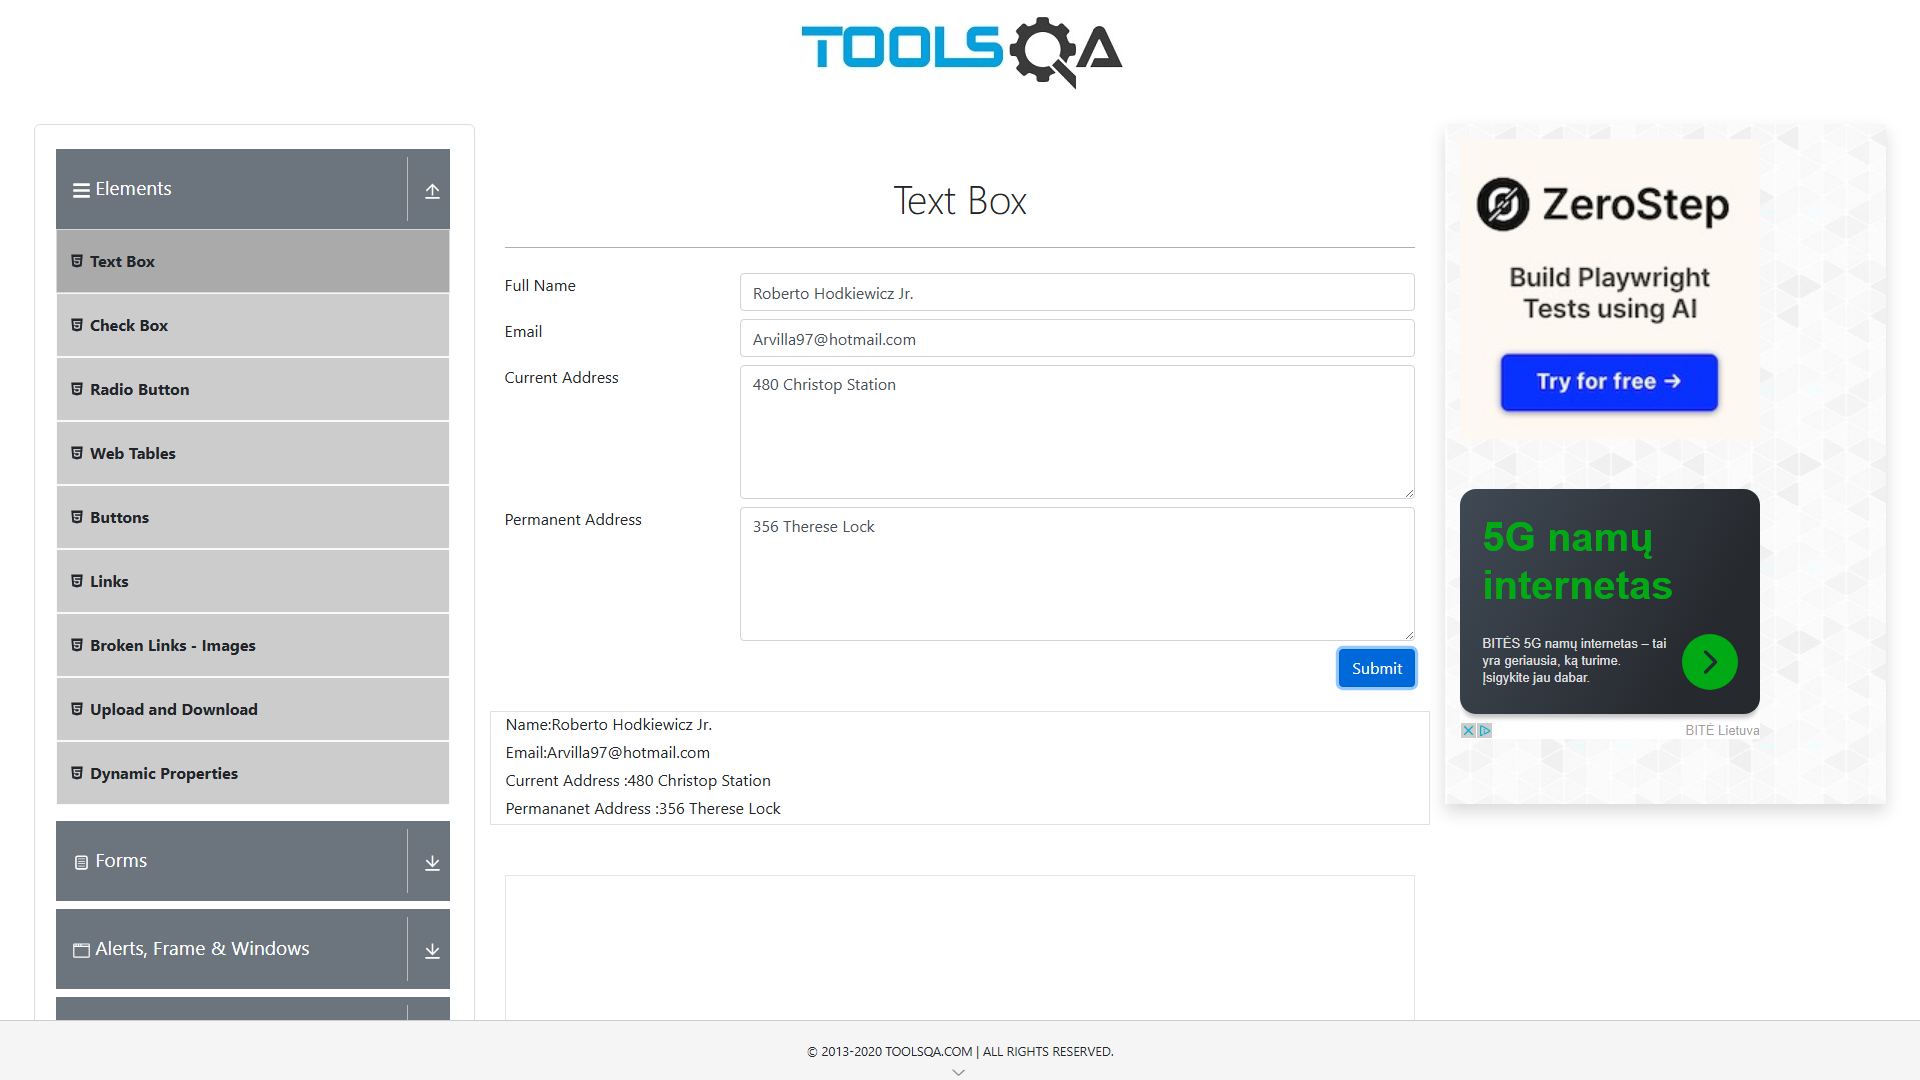 TOOLSQA
Elements
Text Box
Check Box
Radio Button
Web Tables
Buttons
Links
Broken Links - Images
Upload and Download
Dynamic Properties
Forms
Alerts, Frame & Windows
Text Box
Full Name
Roberto Hodkiewicz Jr.
Email
Arvilla97@hotmail.com
Current Address
480 Christop Station
Permanent Address
356 Therese Lock
Submit
Name:Roberto Hodkiewicz Jr.
Email:Arvilla97@hotmail.com
Current Address :480 Christop Station
Permananet Address :356 Therese Lock
ZeroStep
Build Playwright
Tests using AI
Try for free →
5G namų
internetas
BITĖS 5G namų internetas – tai
yra geriausia, ką turime.
Įsigykite jau dabar.
BITĖ Lietuva
© 2013-2020 TOOLSQA.COM | ALL RIGHTS RESERVED.